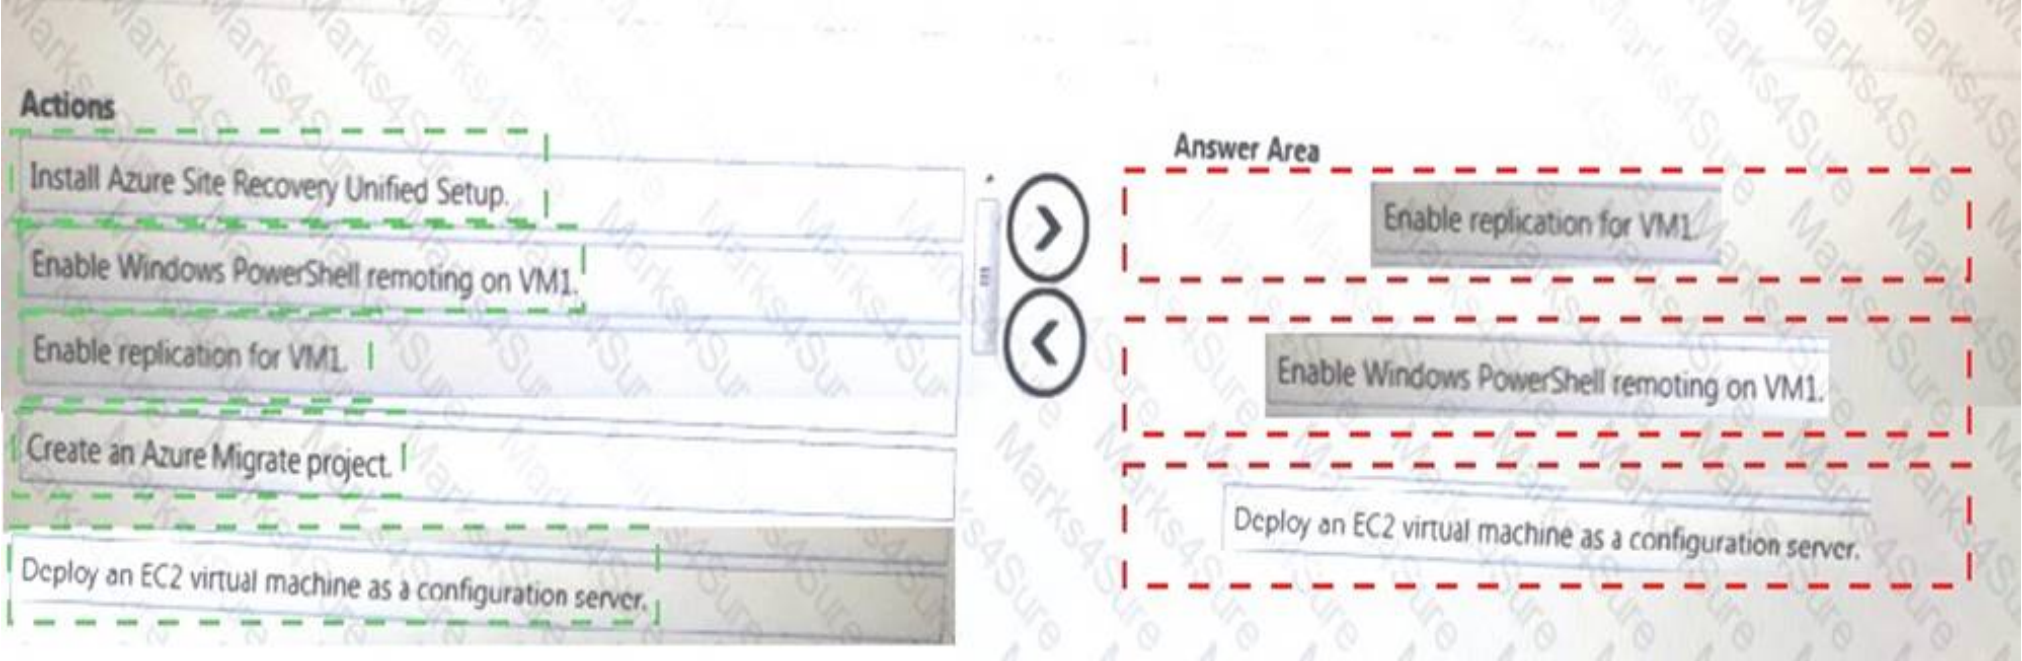 Actions
Install Azure Site Recovery Unified Setup.
Enable Windows PowerShell remoting on VM1.
Enable replication for VM1.
Create an Azure Migrate project.
Deploy an EC2 virtual machine as a configuration server.
Answer Area
Enable replication for VM1.
Enable Windows PowerShell remoting on VM1.
Deploy an EC2 virtual machine as a configuration server.
Marks4Sure